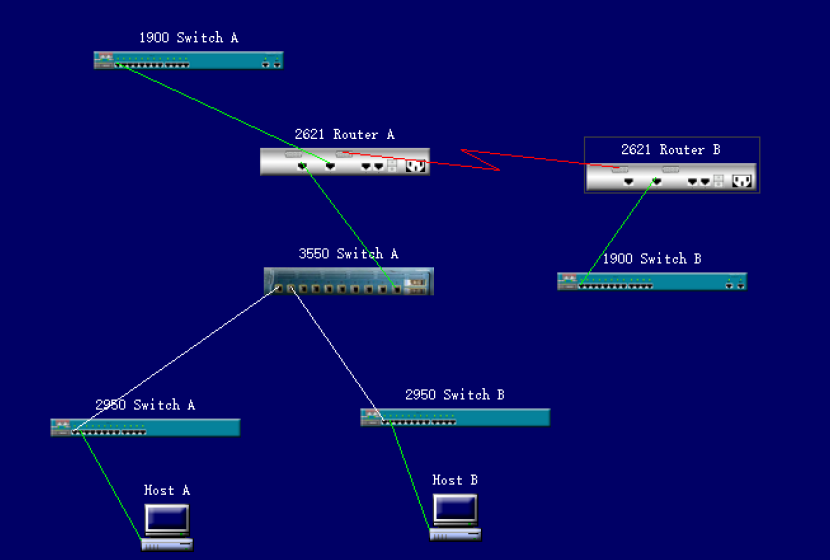 1900 Switch A
2621 Router A
2621 Router B
3550 Switch A
1900 Switch B
2950 Switch A
2950 Switch B
Host A
Host B